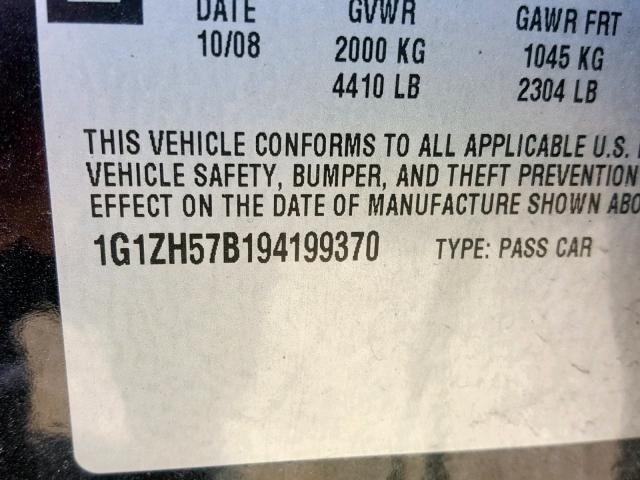 DATE GVWR GAWR FRT
10/08 2000 KG 1045 KG
4410 LB 2304 LB
THIS VEHICLE CONFORMS TO ALL APPLICABLE U.S.
VEHICLE SAFETY, BUMPER, AND THEFT PREVENTION
EFFECT ON THE DATE OF MANUFACTURE SHOWN ABO
1G1ZH57B194199370 TYPE: PASS CAR